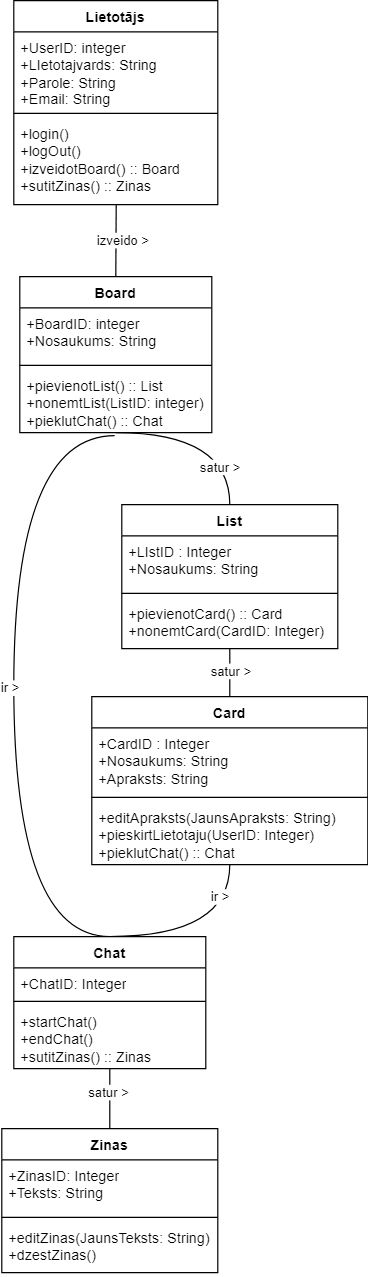 Lietotājs
+UserID: integer
+LIetotajvards: String
+Parole: String
+Email: String
+login()
+logOut()
+izveidotBoard() :: Board
+sutitZinas() :: Zinas
izveido >
Board
+BoardID: integer
+Nosaukums: String
+pievienotList() :: List
+nonemtList(ListID: integer)
+pieklutChat() :: Chat
satur >
List
+LIstID : Integer
+Nosaukums: String
+pievienotCard() :: Card
+nonemtCard(CardID: Integer)
satur >
ir >
Card
+CardID : Integer
+Nosaukums: String
+Apraksts: String
+editApraksts(JaunsApraksts: String)
+pieskirtLietotaju(UserID: Integer)
+pieklutChat() :: Chat
ir >
Chat
+ChatID: Integer
+startChat()
+endChat()
+sutitZinas() :: Zinas
satur >
Zinas
+ZinasID: Integer
+Teksts: String
+editZinas(JaunsTeksts: String)
+dzestZinas()